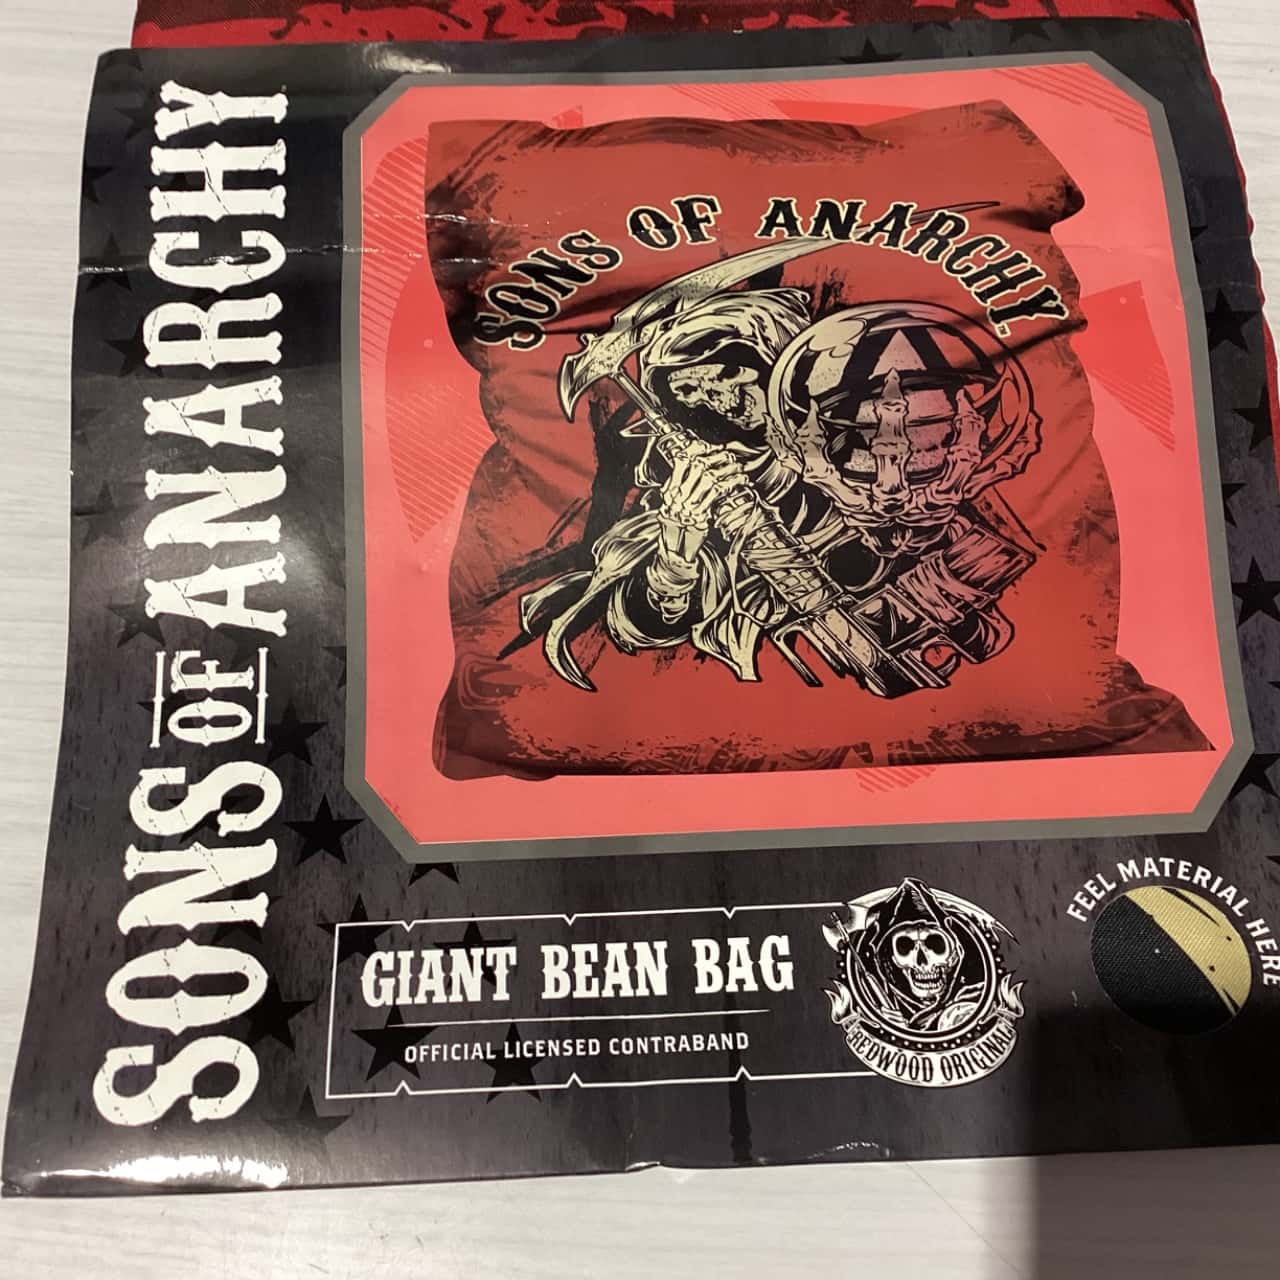 SONS OF ANARCHY
SONS OF ANARCHY
A
GIANT BEAN BAG
OFFICIAL LICENSED CONTRABAND
REDWOOD ORIGINAL
FEEL MATERIAL HERE